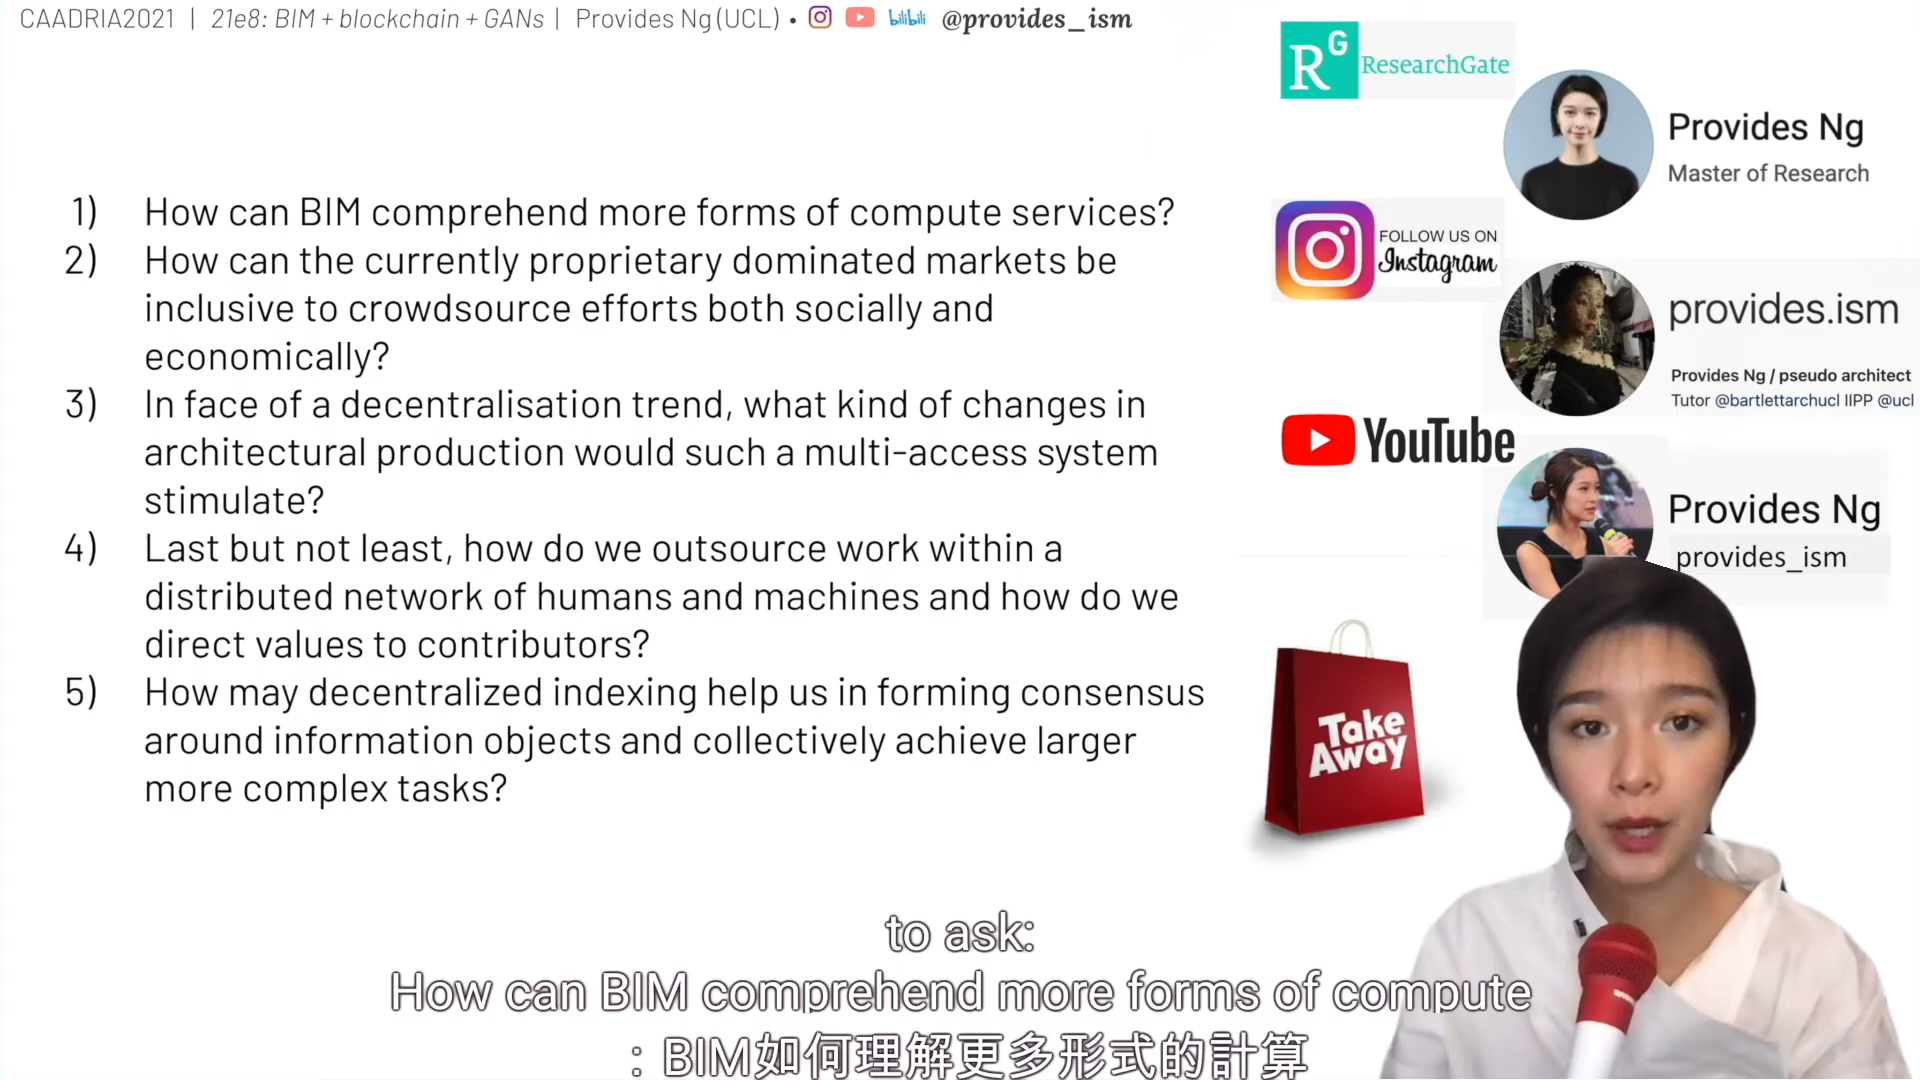 CAADRIA2021 | 21e8: BIM + blockchain + GANs | Provides Ng (UCL) • bilibili @provides_ism
1) How can BIM comprehend more forms of compute services?
2) How can the currently proprietary dominated markets be
inclusive to crowdsource efforts both socially and
economically?
3) In face of a decentralisation trend, what kind of changes in
architectural production would such a multi-access system
stimulate?
4) Last but not least, how do we outsource work within a
distributed network of humans and machines and how do we
direct values to contributors?
5) How may decentralized indexing help us in forming consensus
around information objects and collectively achieve larger
more complex tasks?
RG ResearchGate
Provides Ng
Master of Research
FOLLOW US ON
Instagram
provides.ism
Provides Ng / pseudo architect
Tutor @bartlettarchucl IIPP @ucl
YouTube
Provides Ng
provides_ism
Take
Away
to ask:
How can BIM comprehend more forms of compute
：BIM如何理解更多形式的計算